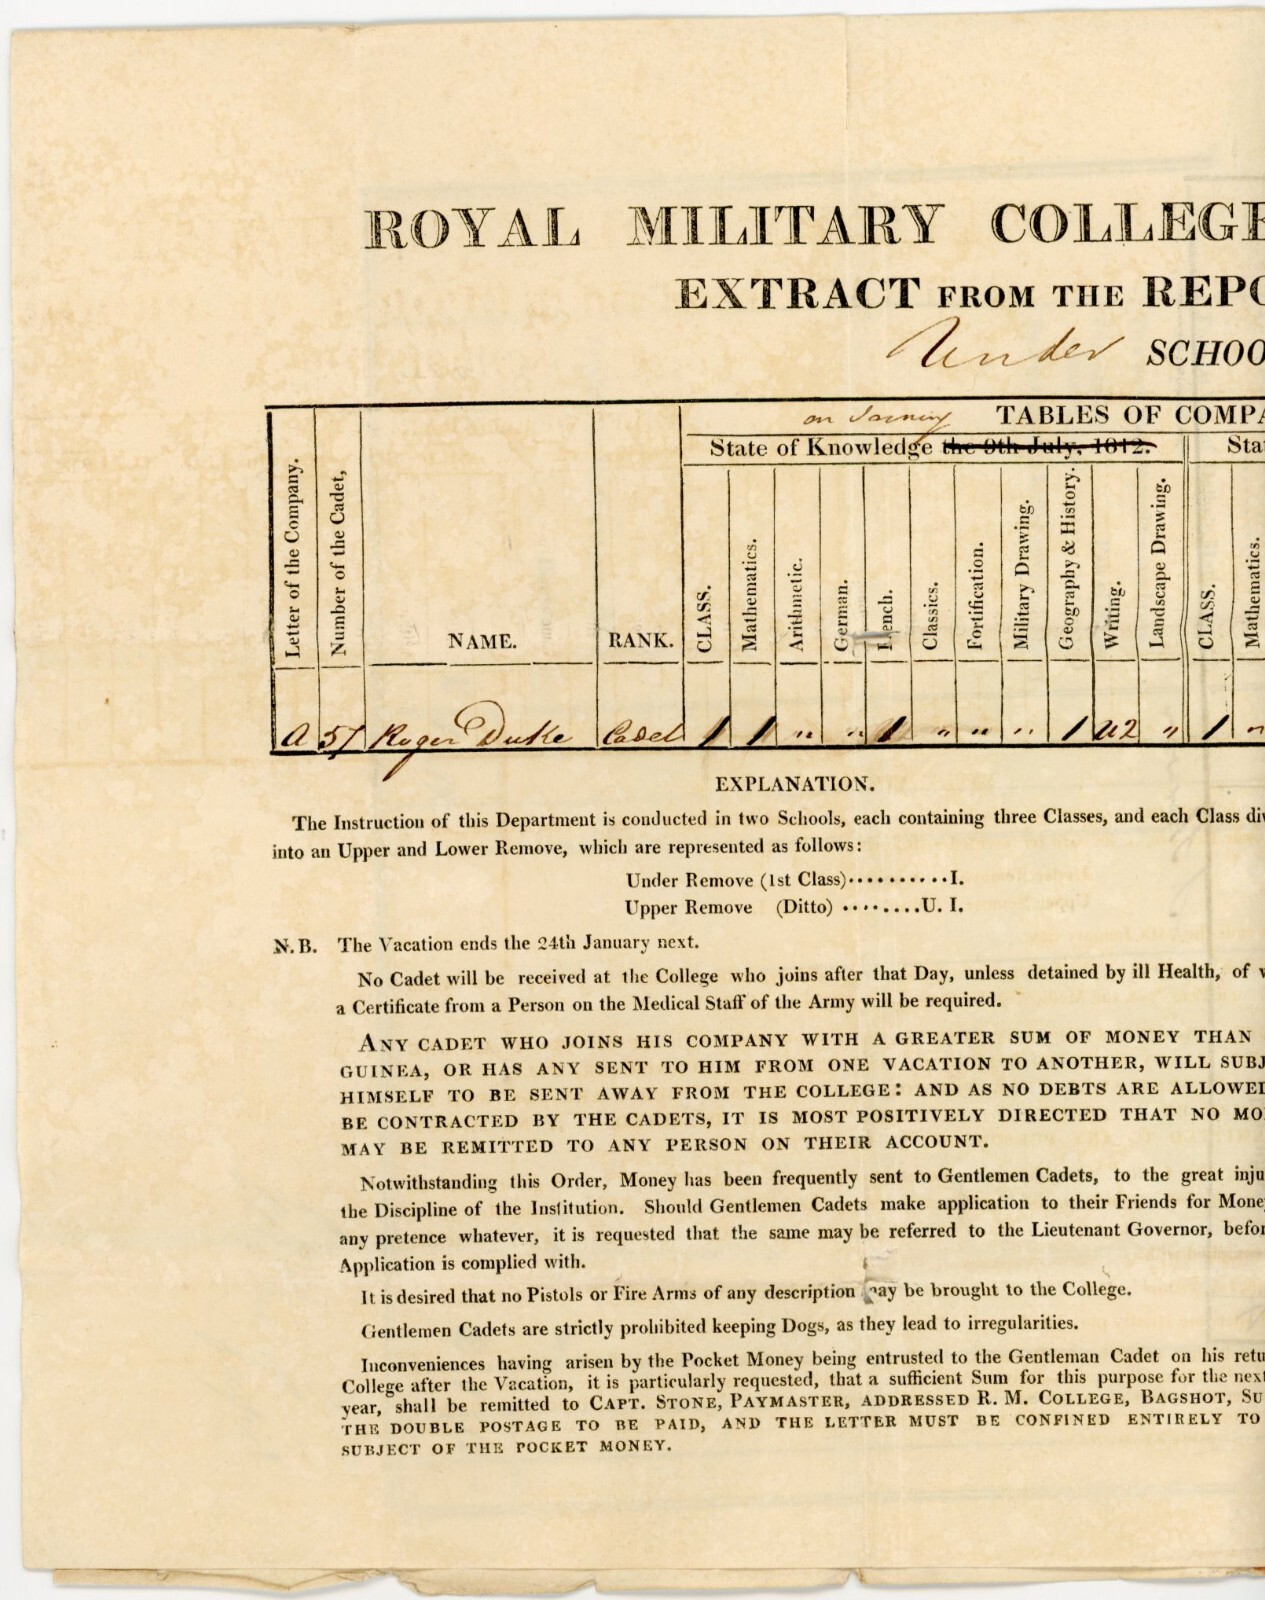 ROYAL MILITARY COLLEGE
EXTRACT FROM THE REPO
Under SCHOO
on Joining TABLES OF COMPA
State of Knowledge the 9th July, 1812. Sta
Letter of the Company.
Number of the Cadet,
NAME.
RANK.
CLASS.
Mathematics.
Arithmetic.
German.
French.
Classics.
Fortification.
Military Drawing.
Geography & History.
Writing.
Landscape Drawing.
CLASS.
Mathematics.
A 57 Roger Duke Cadet 1 1 " " 1 " " " 1 U2 " 1 "
EXPLANATION.
The Instruction of this Department is conducted in two Schools, each containing three Classes, and each Class div
into an Upper and Lower Remove, which are represented as follows:
Under Remove (1st Class)..........I.
Upper Remove (Ditto) ........U. I.
N.B. The Vacation ends the 24th January next.
No Cadet will be received at the College who joins after that Day, unless detained by ill Health, of w
a Certificate from a Person on the Medical Staff of the Army will be required.
ANY CADET WHO JOINS HIS COMPANY WITH A GREATER SUM OF MONEY THAN
GUINEA, OR HAS ANY SENT TO HIM FROM ONE VACATION TO ANOTHER, WILL SUBJ
HIMSELF TO BE SENT AWAY FROM THE COLLEGE: AND AS NO DEBTS ARE ALLOWED
BE CONTRACTED BY THE CADETS, IT IS MOST POSITIVELY DIRECTED THAT NO MO
MAY BE REMITTED TO ANY PERSON ON THEIR ACCOUNT.
Notwithstanding this Order, Money has been frequently sent to Gentlemen Cadets, to the great inju
the Discipline of the Institution. Should Gentlemen Cadets make application to their Friends for Mone
any pretence whatever, it is requested that the same may be referred to the Lieutenant Governor, befor
Application is complied with.
It is desired that no Pistols or Fire Arms of any description may be brought to the College.
Gentlemen Cadets are strictly prohibited keeping Dogs, as they lead to irregularities.
Inconveniences having arisen by the Pocket Money being entrusted to the Gentleman Cadet on his retu
College after the Vacation, it is particularly requested, that a sufficient Sum for this purpose for the next
year, shall be remitted to CAPT. STONE, PAYMASTER, ADDRESSED R. M. COLLEGE, BAGSHOT, SU
THE DOUBLE POSTAGE TO BE PAID, AND THE LETTER MUST BE CONFINED ENTIRELY TO
SUBJECT OF THE POCKET MONEY.